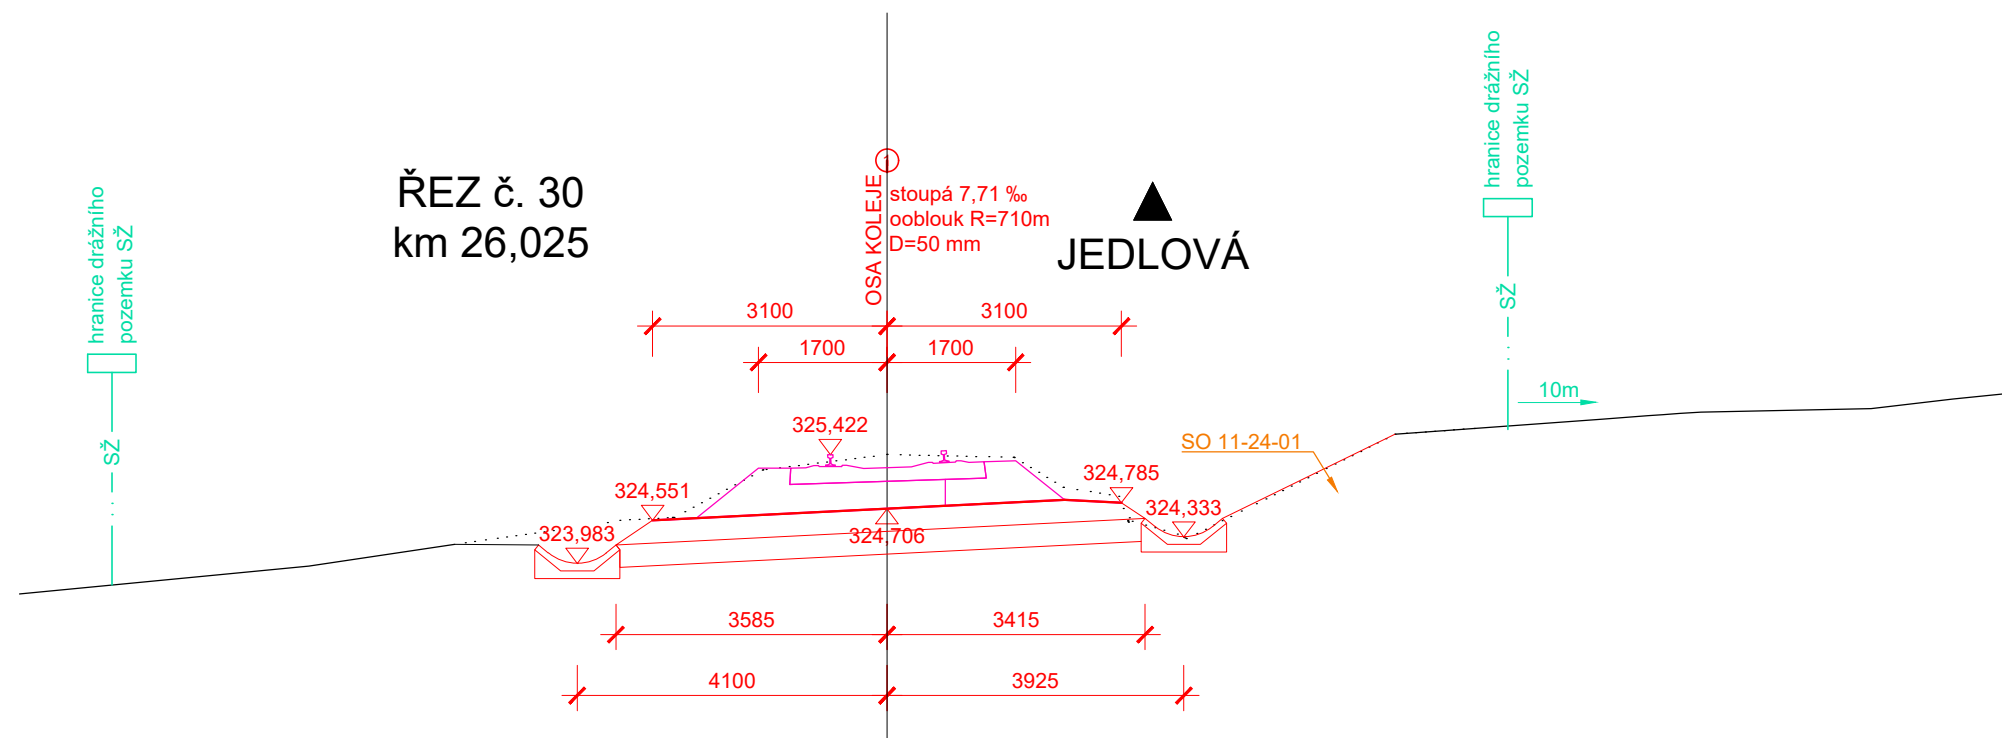 hranice drážního
pozemku SŽ
SŽ
ŘEZ č. 30
km 26,025
1
OSA KOLEJE
stoupá 7,71 ‰
ooblouk R=710m
D=50 mm
JEDLOVÁ
hranice drážního
pozemku SŽ
SŽ
10m
3100
3100
1700
1700
325,422
SO 11-24-01
324,551
324,785
324,333
323,983
324,706
3585
3415
4100
3925